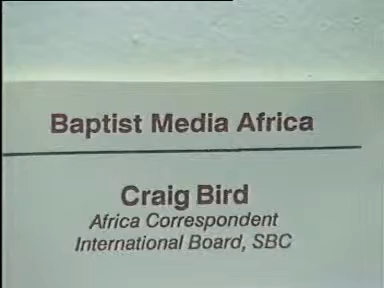 Baptist Media Africa
Craig Bird
Africa Correspondent
International Board, SBC